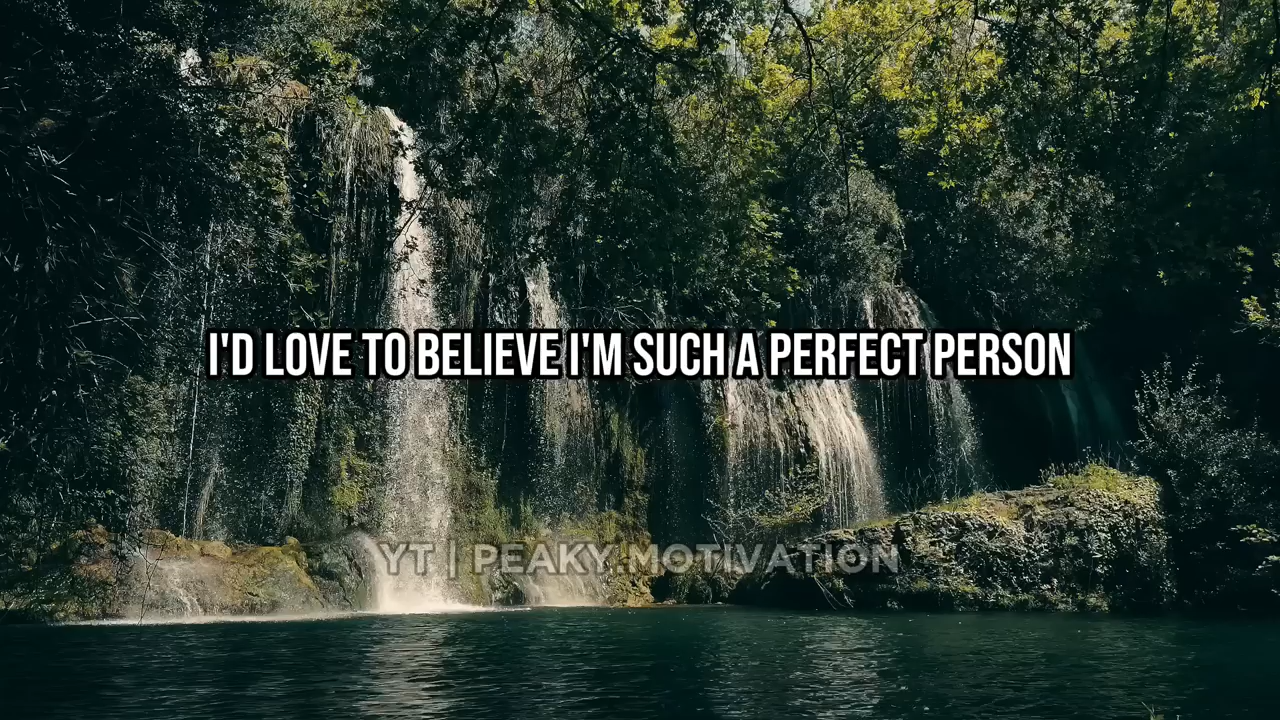 I'D LOVE TO BELIEVE I'M SUCH A PERFECT PERSON
YT | PEAKY.MOTIVATION